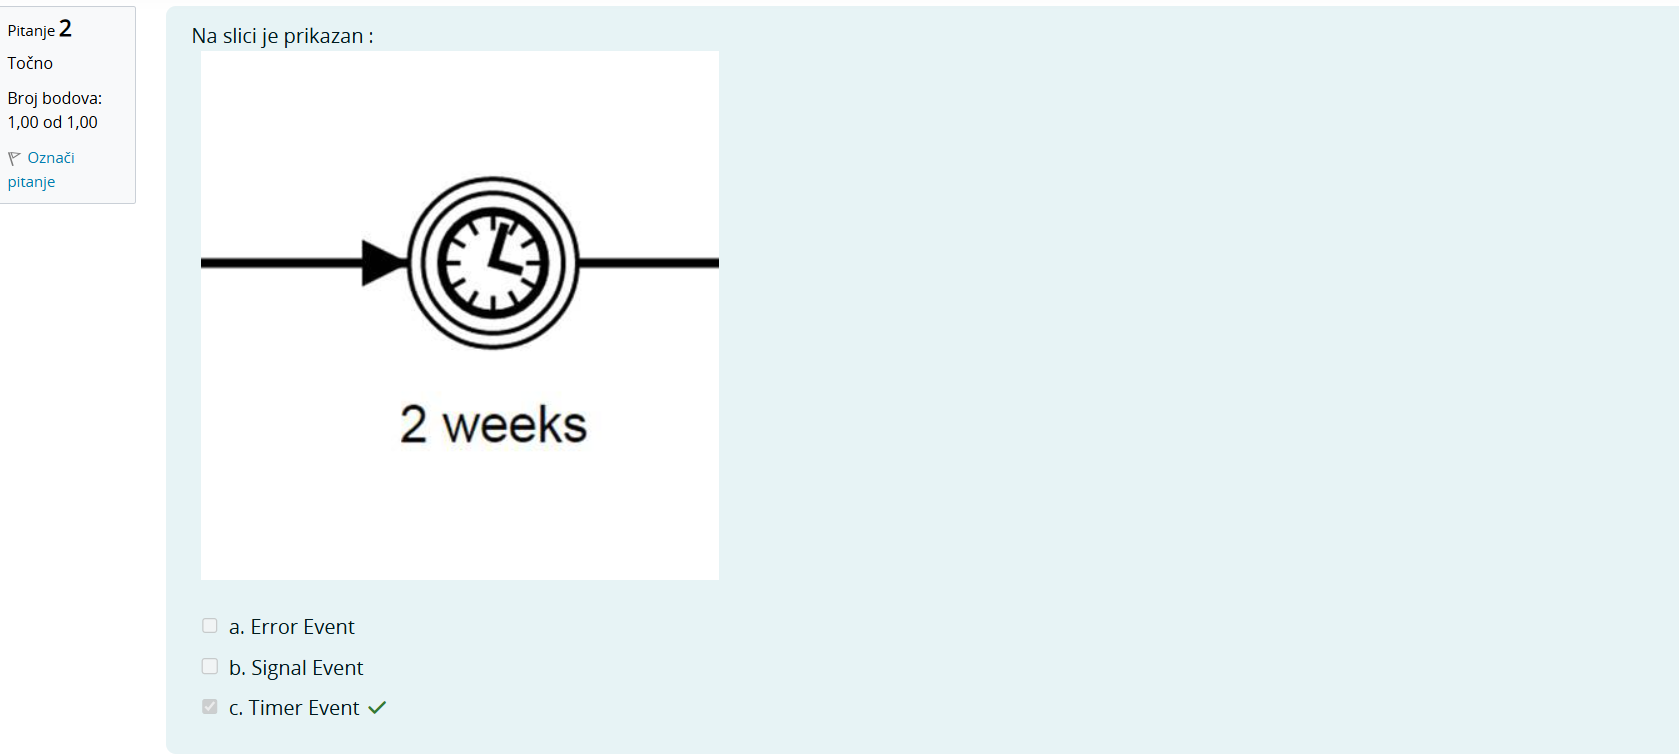 Pitanje 2
Točno
Broj bodova:
1,00 od 1,00
Označi
pitanje
Na slici je prikazan :
2 weeks
a. Error Event
b. Signal Event
c. Timer Event